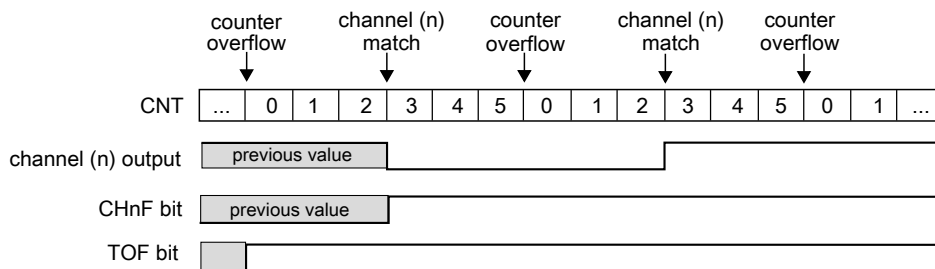 counter overflow
channel (n) match
counter overflow
channel (n) match
counter overflow
CNT ... 0 1 2 3 4 5 0 1 2 3 4 5 0 1 ...
channel (n) output previous value
CHnF bit previous value
TOF bit